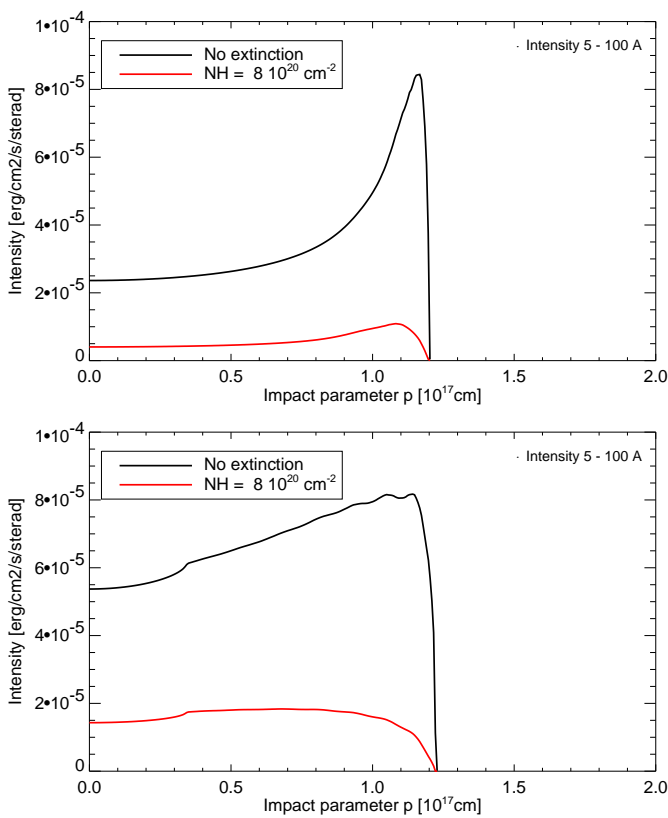 1•10⁻⁴
8•10⁻⁵
6•10⁻⁵
4•10⁻⁵
2•10⁻⁵
0
Intensity [erg/cm2/s/sterad]
No extinction
NH = 8 10²⁰ cm⁻²
· Intensity 5 - 100 A
0.0 0.5 1.0 1.5 2.0
Impact parameter p [10¹⁷cm]
1•10⁻⁴
8•10⁻⁵
6•10⁻⁵
4•10⁻⁵
2•10⁻⁵
0
Intensity [erg/cm2/s/sterad]
No extinction
NH = 8 10²⁰ cm⁻²
· Intensity 5 - 100 A
0.0 0.5 1.0 1.5 2.0
Impact parameter p [10¹⁷cm]